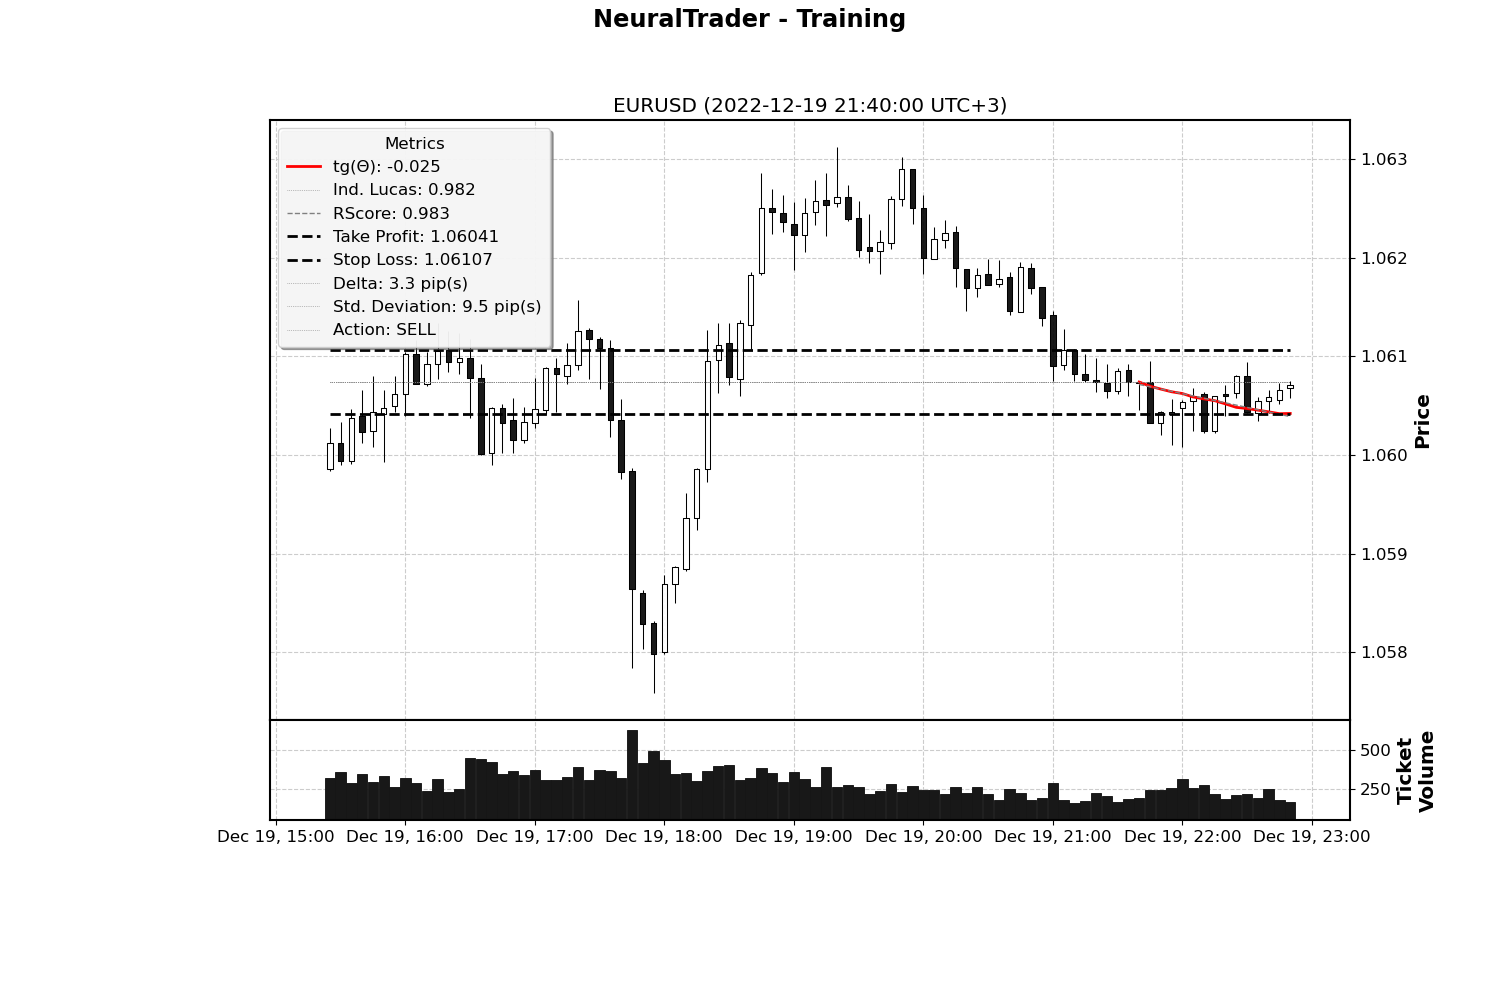 NeuralTrader - Training
EURUSD (2022-12-19 21:40:00 UTC+3)
Metrics
tg(Θ): -0.025
Ind. Lucas: 0.982
RScore: 0.983
Take Profit: 1.06041
Stop Loss: 1.06107
Delta: 3.3 pip(s)
Std. Deviation: 9.5 pip(s)
Action: SELL
1.063
1.062
1.061
1.060
1.059
1.058
Price
500
250
Ticket
Volume
Dec 19, 15:00
Dec 19, 16:00
Dec 19, 17:00
Dec 19, 18:00
Dec 19, 19:00
Dec 19, 20:00
Dec 19, 21:00
Dec 19, 22:00
Dec 19, 23:00